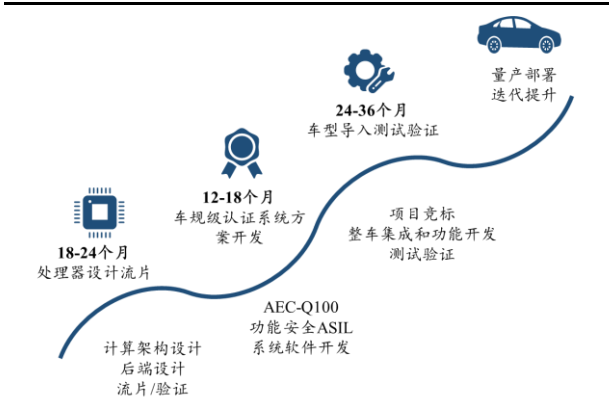 18-24个月
处理器设计流片
计算架构设计
后端设计
流片/验证
12-18个月
车规级认证系统方
案开发
AEC-Q100
功能安全ASIL
系统软件开发
24-36个月
车型导入测试验证
项目竞标
整车集成和功能开发
测试验证
量产部署
迭代提升